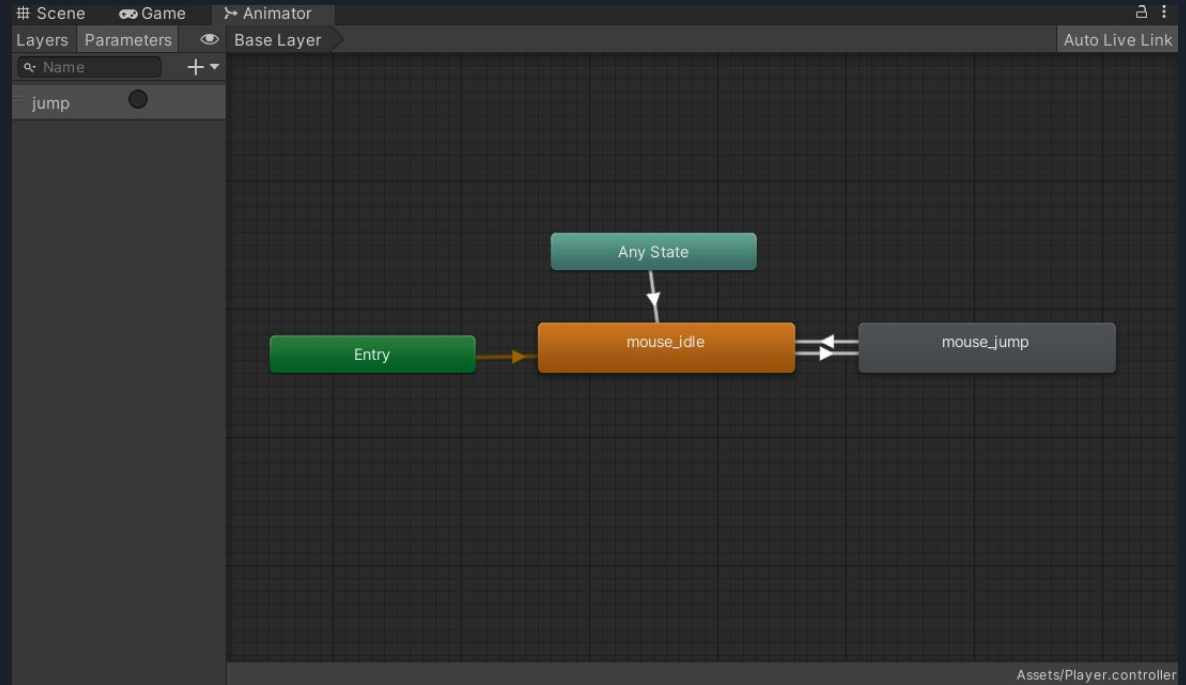 Scene Game Animator
Layers Parameters Base Layer Auto Live Link
Name
jump
Any State
mouse_idle mouse_jump
Entry
Assets/Player.controller